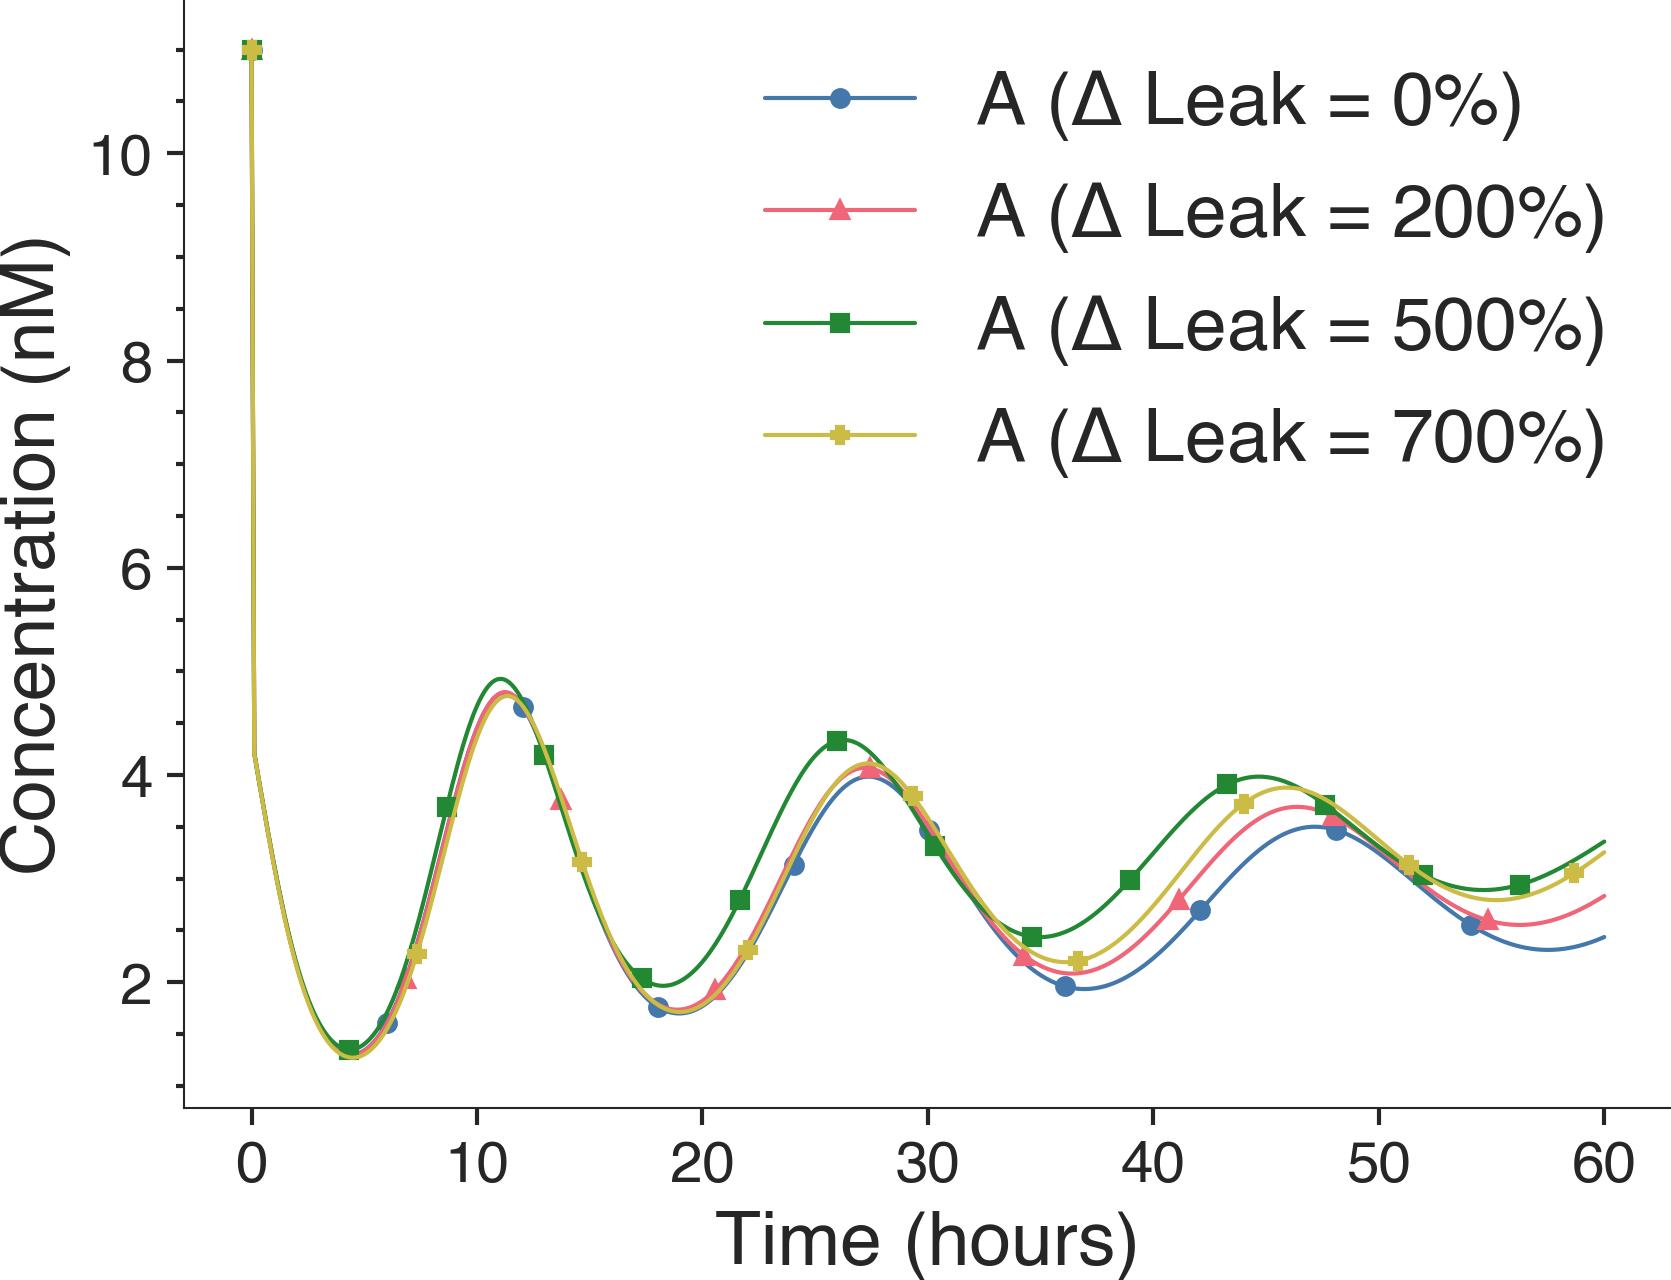 Concentration (nM)
10
8
6
4
2
A (Δ Leak = 0%)
A (Δ Leak = 200%)
A (Δ Leak = 500%)
A (Δ Leak = 700%)
0 10 20 30 40 50 60
Time (hours)